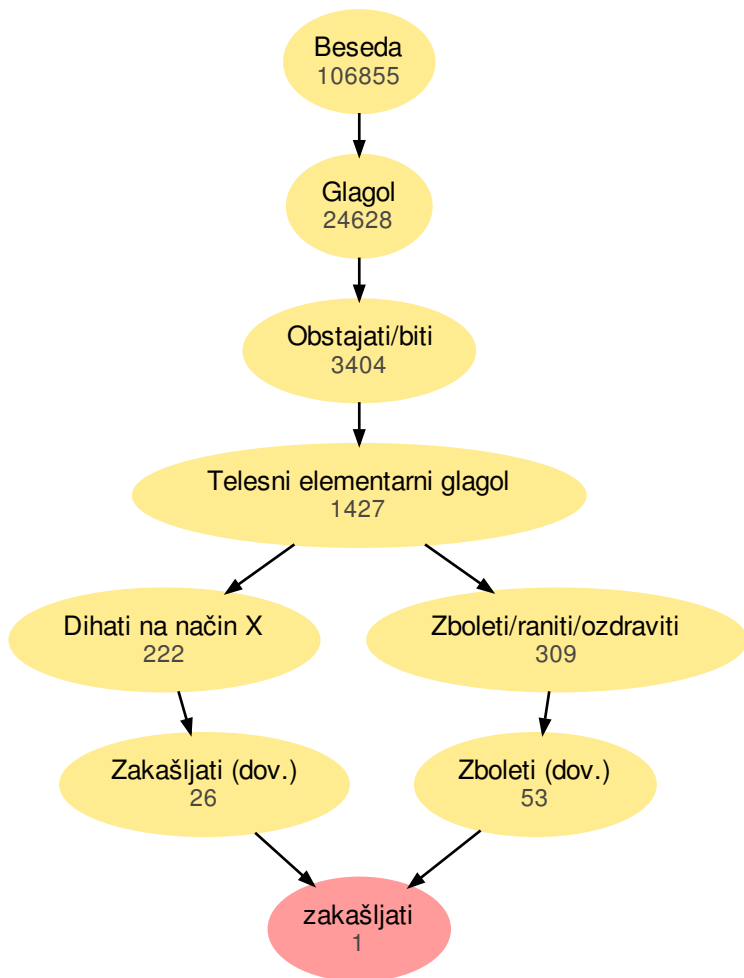 Beseda
106855
Glagol
24628
Obstajati/biti
3404
Telesni elementarni glagol
1427
Dihati na način X
222
Zboleti/raniti/ozdraviti
309
Zakašljati (dov.)
26
Zboleti (dov.)
53
zakašljati
1